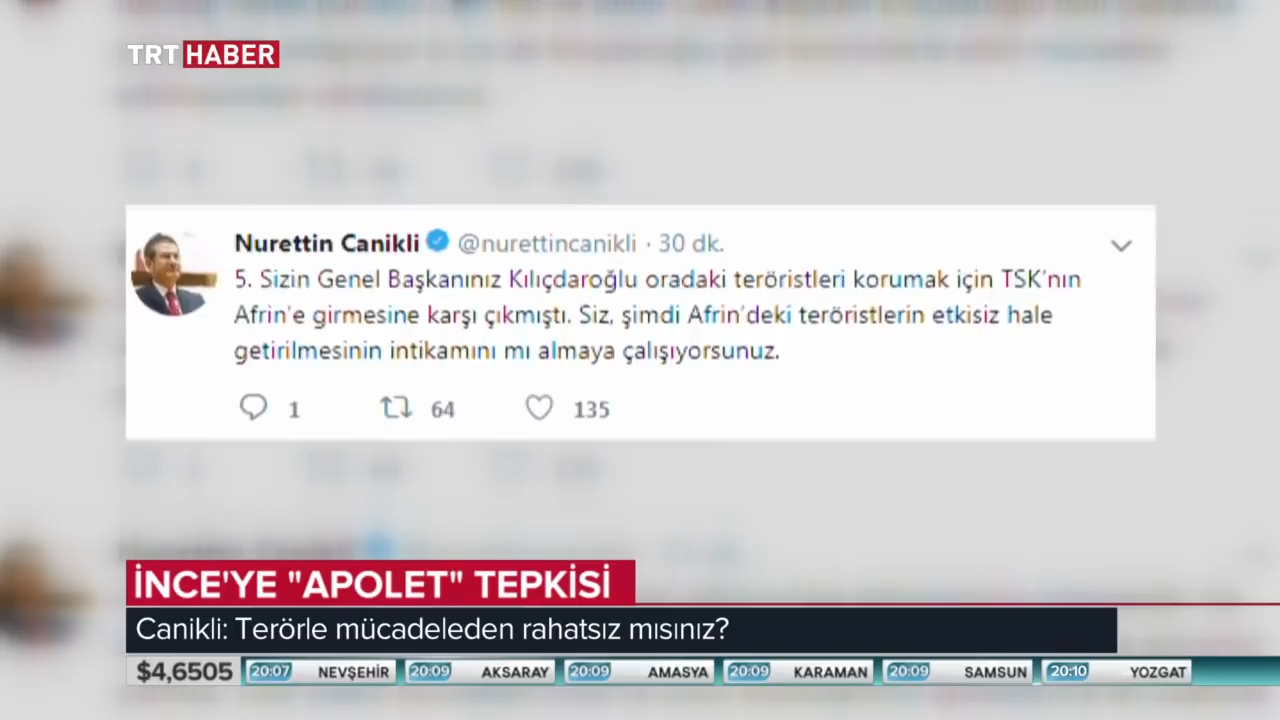 TRT HABER
Nurettin Canikli @nurettincanikli · 30 dk.
5. Sizin Genel Başkanınız Kılıçdaroğlu oradaki teröristleri korumak için TSK'nın
Afrin'e girmesine karşı çıkmıştı. Siz, şimdi Afrin'deki teröristlerin etkisiz hale
getirilmesinin intikamını mı almaya çalışıyorsunuz.
1 64 135
İNCE'YE "APOLET" TEPKİSİ
Canikli: Terörle mücadeleden rahatsız mısınız?
$4,6505 20:07 NEVŞEHİR 20:09 AKSARAY 20:09 AMASYA 20:09 KARAMAN 20:09 SAMSUN 20:10 YOZGAT